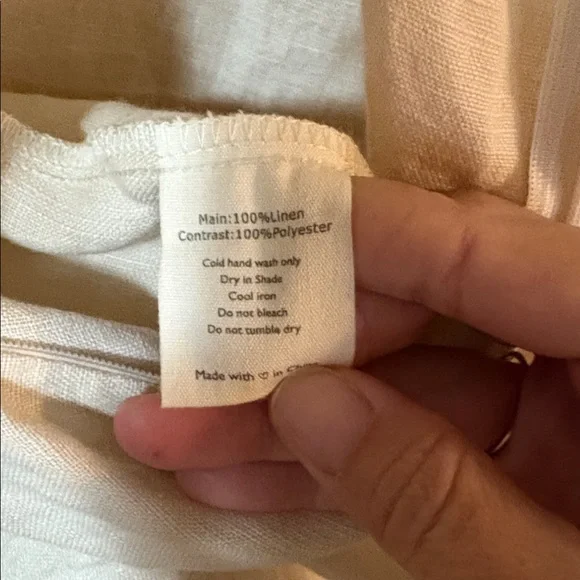 Main:100%Linen
Contrast:100%Polyester
Cold hand wash only
Dry in Shade
Cool iron
Do not bleach
Do not tumble dry
Made with ♡ in